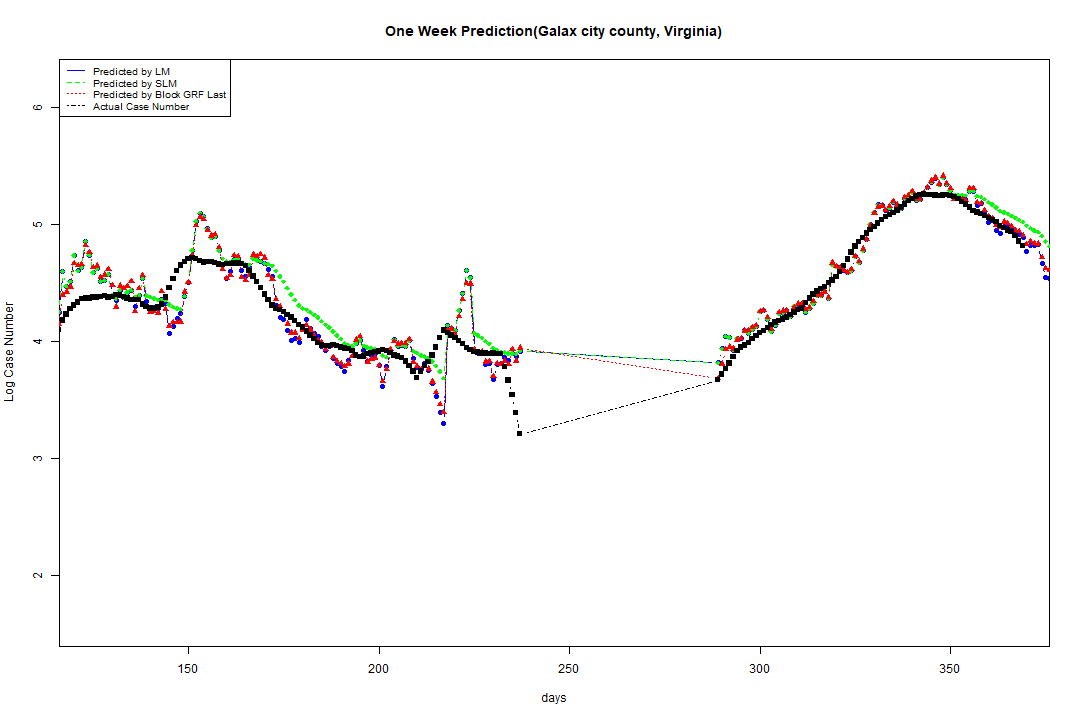 One Week Prediction(Galax city county, Virginia)
Predicted by LM
Predicted by SLM
Predicted by Block GRF Last
Actual Case Number
6
5
4
3
2
Log Case Number
150 200 250 300 350
days